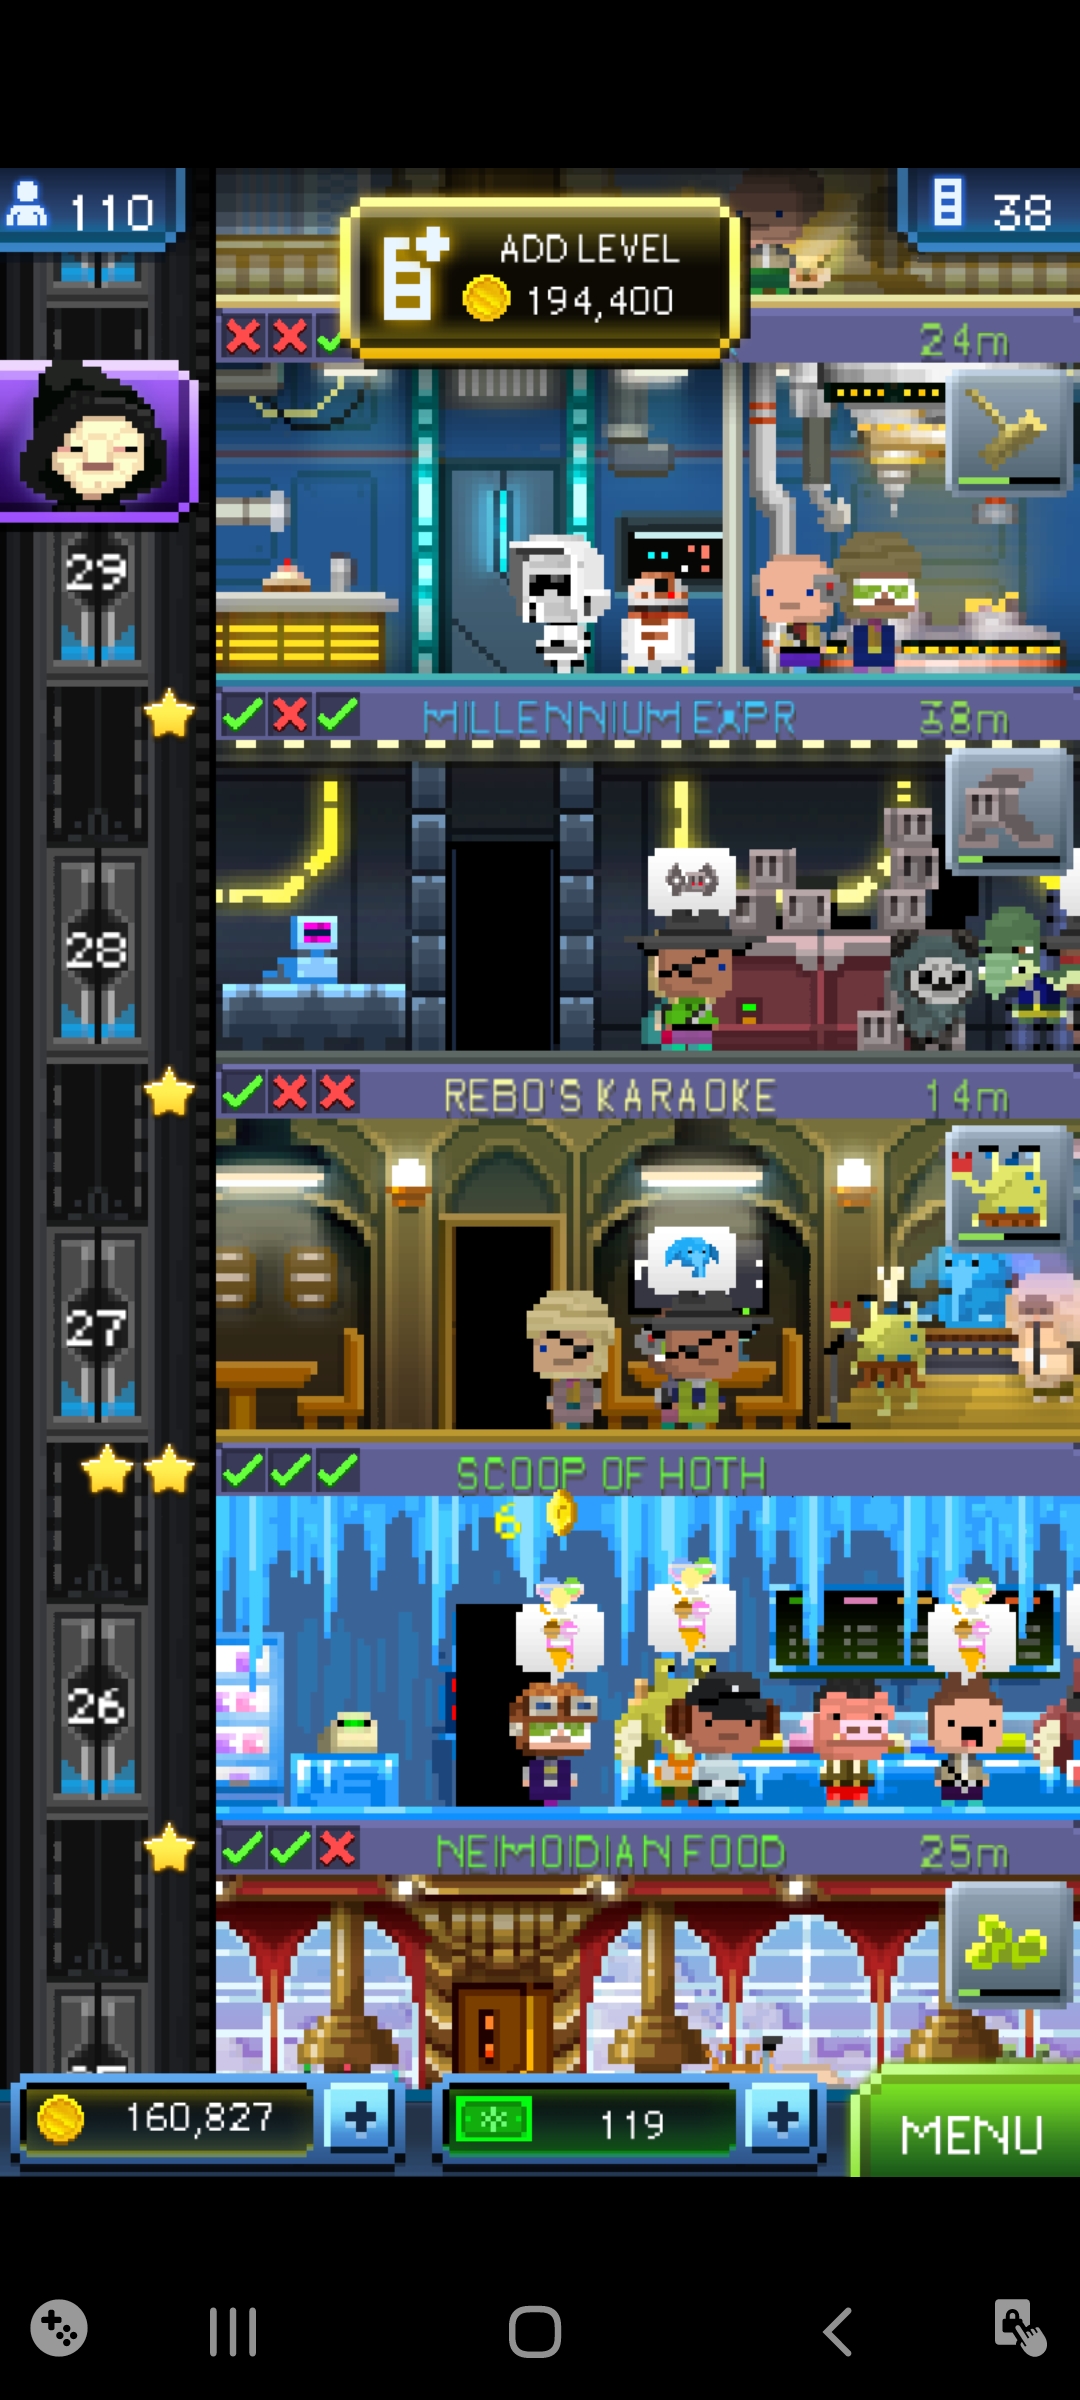 110
ADD LEVEL
194,400
38
24m
29
MILLENNIUM EXPR
38m
28
REBO'S KARAOKE
14m
27
SCOOP OF HOTH
6
26
NEIMOIDIAN FOOD
25m
160,827
119
MENU